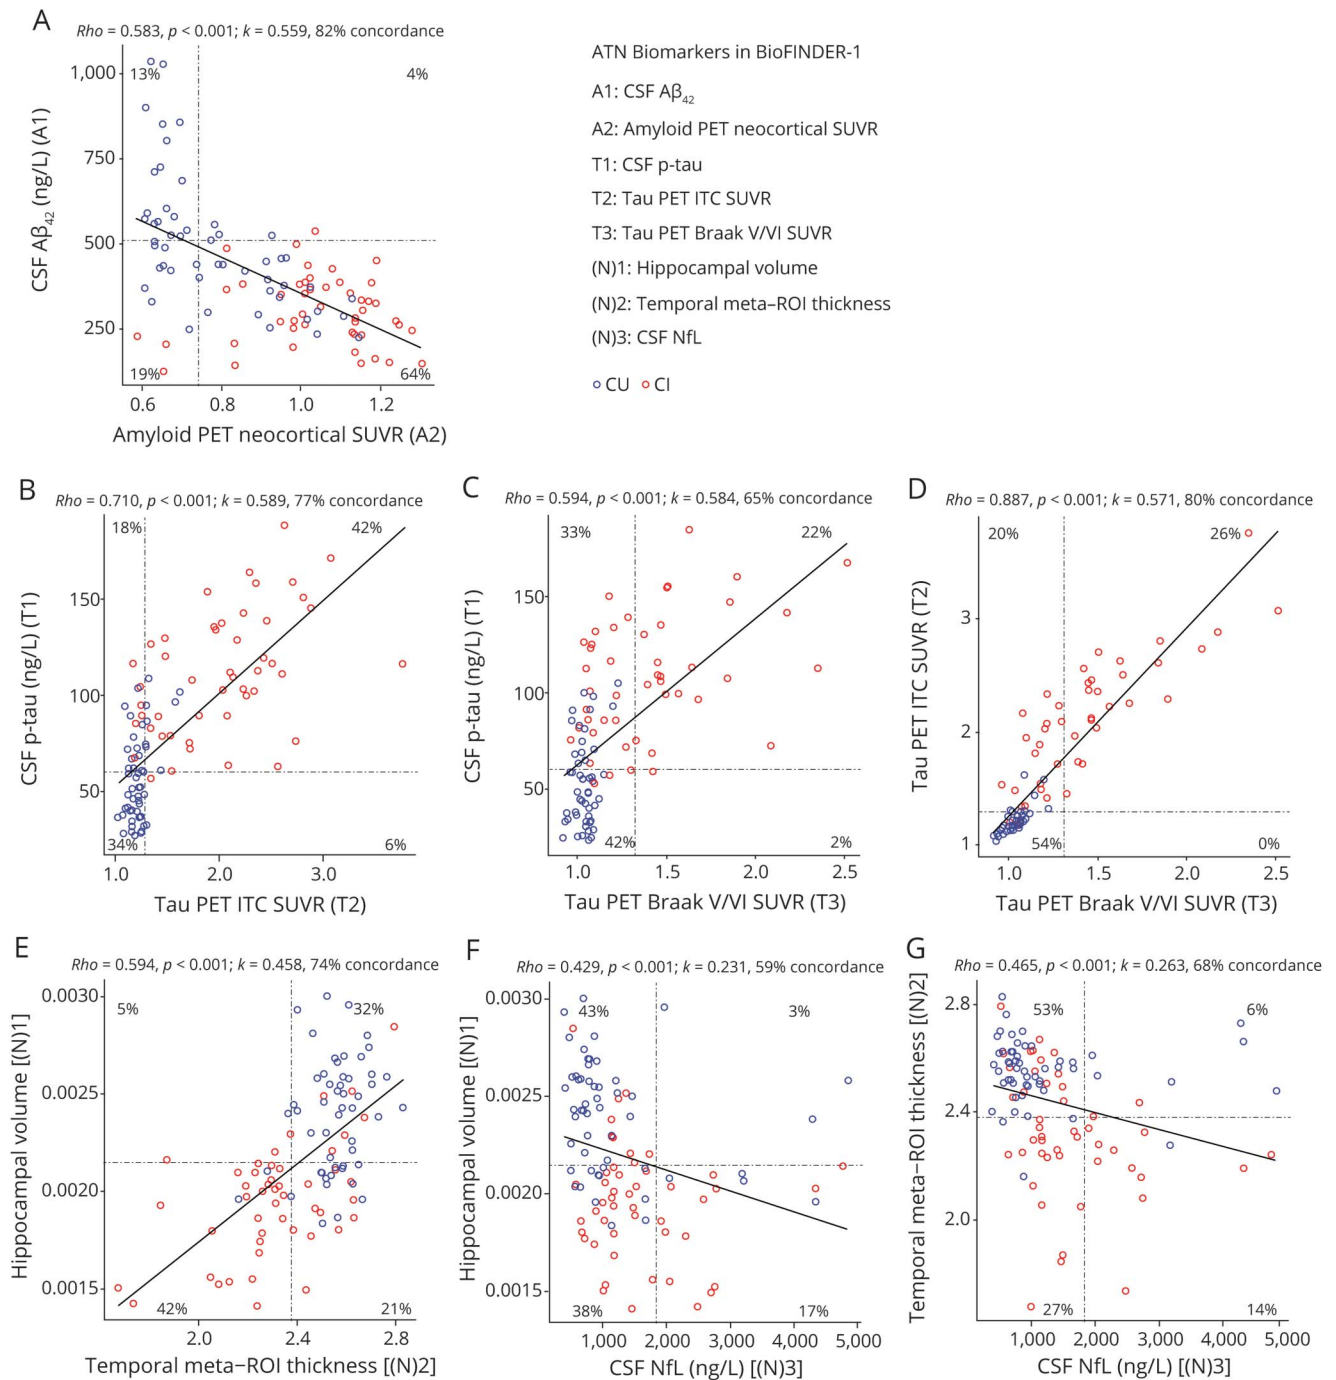 A
Rho = 0.583, p < 0.001; k = 0.559, 82% concordance
1,000
750
500
250
13%
4%
19%
64%
0.6
0.8
1.0
1.2
CSF Aβ42 (ng/L) (A1)
Amyloid PET neocortical SUVR (A2)
ATN Biomarkers in BioFINDER-1
A1: CSF Aβ42
A2: Amyloid PET neocortical SUVR
T1: CSF p-tau
T2: Tau PET ITC SUVR
T3: Tau PET Braak V/VI SUVR
(N)1: Hippocampal volume
(N)2: Temporal meta–ROI thickness
(N)3: CSF NfL
CU CI
B
Rho = 0.710, p < 0.001; k = 0.589, 77% concordance
18%
42%
150
100
50
34%
6%
1.0
2.0
3.0
CSF p-tau (ng/L) (T1)
Tau PET ITC SUVR (T2)
C
Rho = 0.594, p < 0.001; k = 0.584, 65% concordance
33%
22%
150
100
50
42%
2%
1.0
1.5
2.0
2.5
CSF p-tau (ng/L) (T1)
Tau PET Braak V/VI SUVR (T3)
D
Rho = 0.887, p < 0.001; k = 0.571, 80% concordance
20%
26%
3
2
1
54%
0%
1.0
1.5
2.0
2.5
Tau PET ITC SUVR (T2)
Tau PET Braak V/VI SUVR (T3)
E
Rho = 0.594, p < 0.001; k = 0.458, 74% concordance
0.0030
0.0025
0.0020
0.0015
5%
32%
42%
21%
2.0
2.4
2.8
Hippocampal volume [(N)1]
Temporal meta−ROI thickness [(N)2]
F
Rho = 0.429, p < 0.001; k = 0.231, 59% concordance
0.0030
0.0025
0.0020
0.0015
43%
3%
38%
17%
1,000
2,000
3,000
4,000
5,000
Hippocampal volume [(N)1]
CSF NfL (ng/L) [(N)3]
G
Rho = 0.465, p < 0.001; k = 0.263, 68% concordance
2.8
2.4
2.0
53%
6%
27%
14%
1,000
2,000
3,000
4,000
5,000
Temporal meta−ROI thickness [(N)2]
CSF NfL (ng/L) [(N)3]